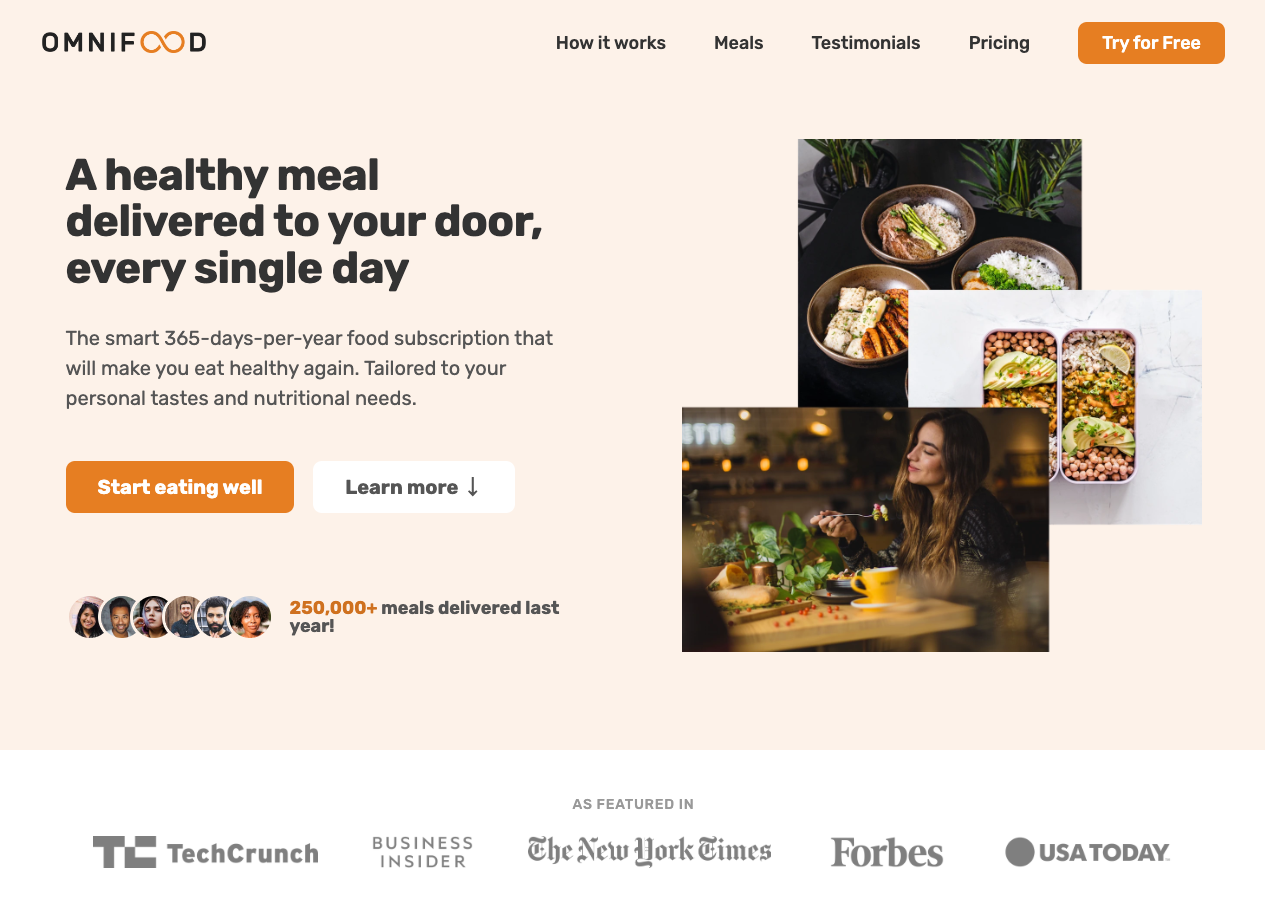 OMNIFOOD
How it works
Meals
Testimonials
Pricing
Try for Free
A healthy meal
delivered to your door,
every single day
The smart 365-days-per-year food subscription that
will make you eat healthy again. Tailored to your
personal tastes and nutritional needs.
Start eating well
Learn more ↓
250,000+ meals delivered last
year!
AS FEATURED IN
TC TechCrunch
BUSINESS
INSIDER
The New York Times
Forbes
USA TODAY